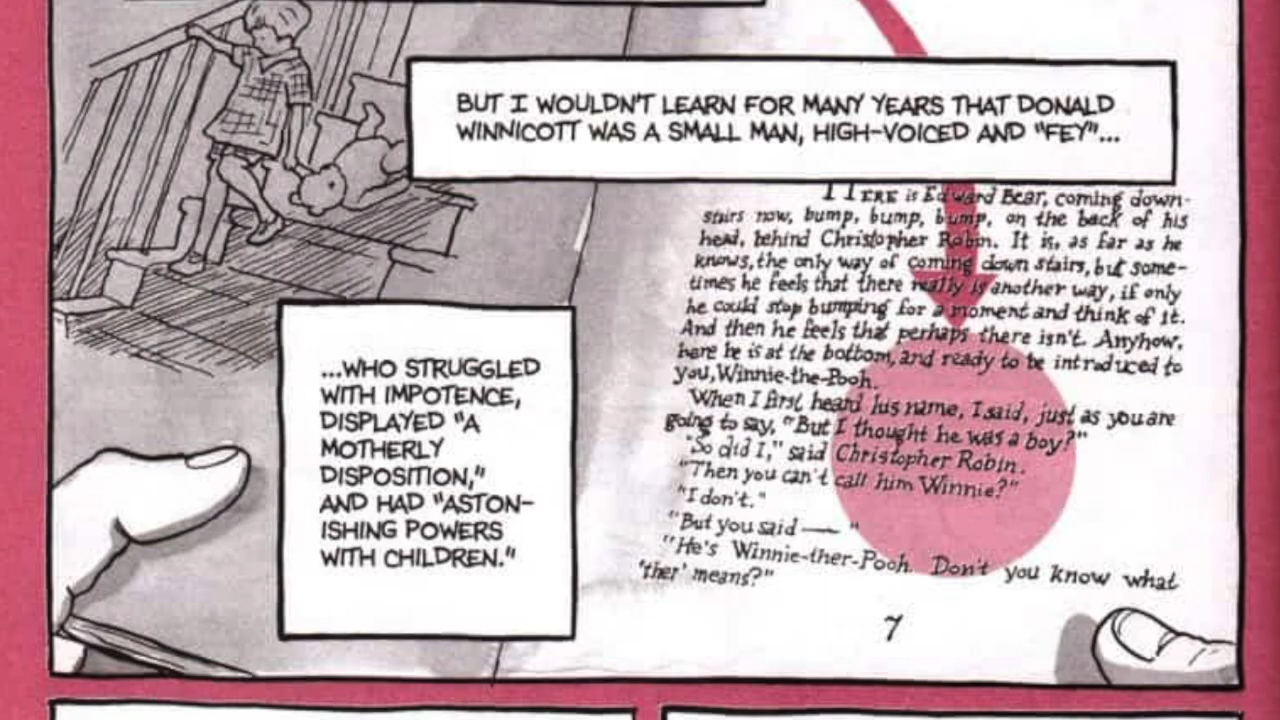 BUT I WOULDN'T LEARN FOR MANY YEARS THAT DONALD
WINNICOTT WAS A SMALL MAN, HIGH-VOICED AND "FEY"...
...WHO STRUGGLED
WITH IMPOTENCE,
DISPLAYED "A
MOTHERLY
DISPOSITION,"
AND HAD "ASTON-
ISHING POWERS
WITH CHILDREN."
HERE is Edward Bear, coming down-
stairs now, bump, bump, bump, on the back of his
head, behind Christopher Robin. It is, as far as he
knows, the only way of coming down stairs, but some-
times he feels that there really is another way, if only
he could stop bumping for a moment and think of it.
And then he feels that perhaps there isn't. Anyhow,
here he is at the bottom, and ready to be introduced to
you, Winnie-the-Pooh.
When I first heard his name, I said, just as you are
going to say, "But I thought he was a boy?"
"So did I," said Christopher Robin.
"Then you can't call him Winnie?"
"I don't."
"But you said — "
"He's Winnie-ther-Pooh. Don't you know what
'ther' means?"
7